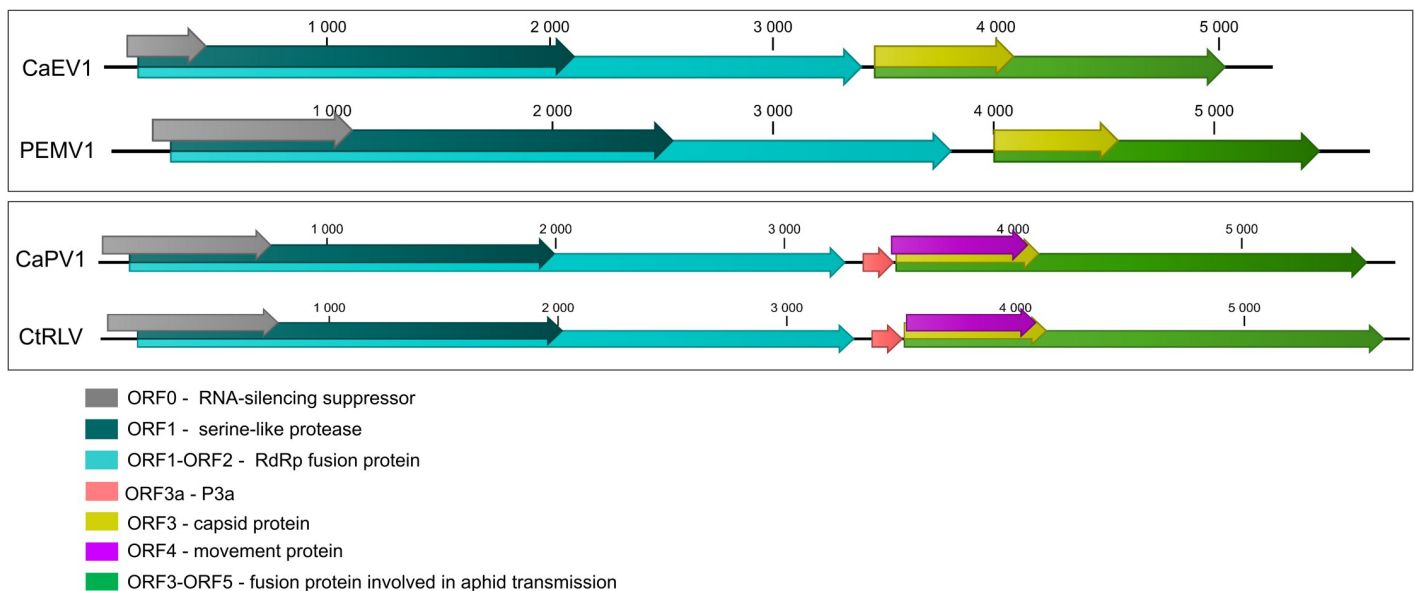 1 000 2 000 3 000 4 000 5 000
CaEV1
1 000 2 000 3 000 4 000 5 000
PEMV1
1 000 2 000 3 000 4 000 5 000
CaPV1
1 000 2 000 3 000 4 000 5 000
CtRLV
ORF0 - RNA-silencing suppressor
ORF1 - serine-like protease
ORF1-ORF2 - RdRp fusion protein
ORF3a - P3a
ORF3 - capsid protein
ORF4 - movement protein
ORF3-ORF5 - fusion protein involved in aphid transmission